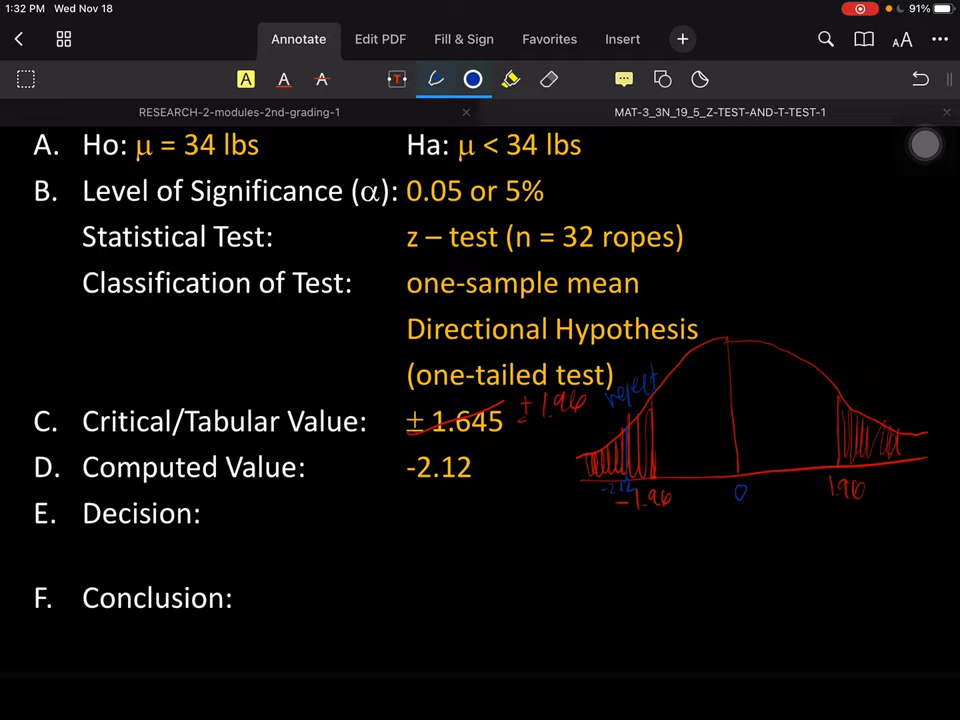 1:32 PM Wed Nov 18
91%
Annotate Edit PDF Fill & Sign Favorites Insert
A A
T
RESEARCH-2-modules-2nd-grading-1
MAT-3_3N_19_5_Z-TEST-AND-T-TEST-1
A. Ho: μ = 34 lbs Ha: μ < 34 lbs
B. Level of Significance (α): 0.05 or 5%
Statistical Test: z – test (n = 32 ropes)
Classification of Test: one-sample mean
Directional Hypothesis
(one-tailed test) reject
C. Critical/Tabular Value: ± 1.645 ± 1.96
D. Computed Value: -2.12
-2.12 -1.96 0 1.96
E. Decision:
F. Conclusion: